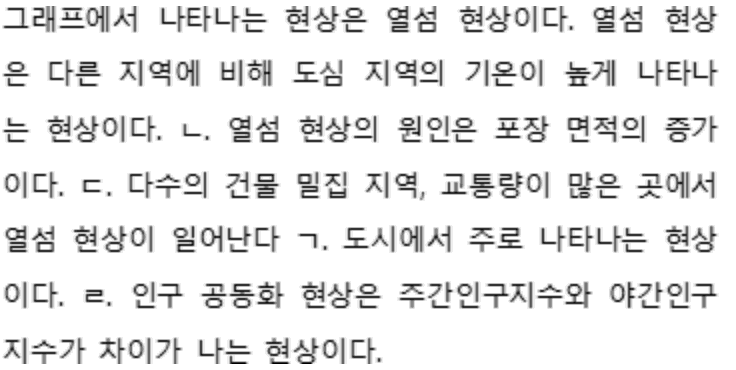 그래프에서 나타나는 현상은 열섬 현상이다. 열섬 현상
은 다른 지역에 비해 도심 지역의 기온이 높게 나타나
는 현상이다. ㄴ. 열섬 현상의 원인은 포장 면적의 증가
이다. ㄷ. 다수의 건물 밀집 지역, 교통량이 많은 곳에서
열섬 현상이 일어난다 ㄱ. 도시에서 주로 나타나는 현상
이다. ㄹ. 인구 공동화 현상은 주간인구지수와 야간인구
지수가 차이가 나는 현상이다.